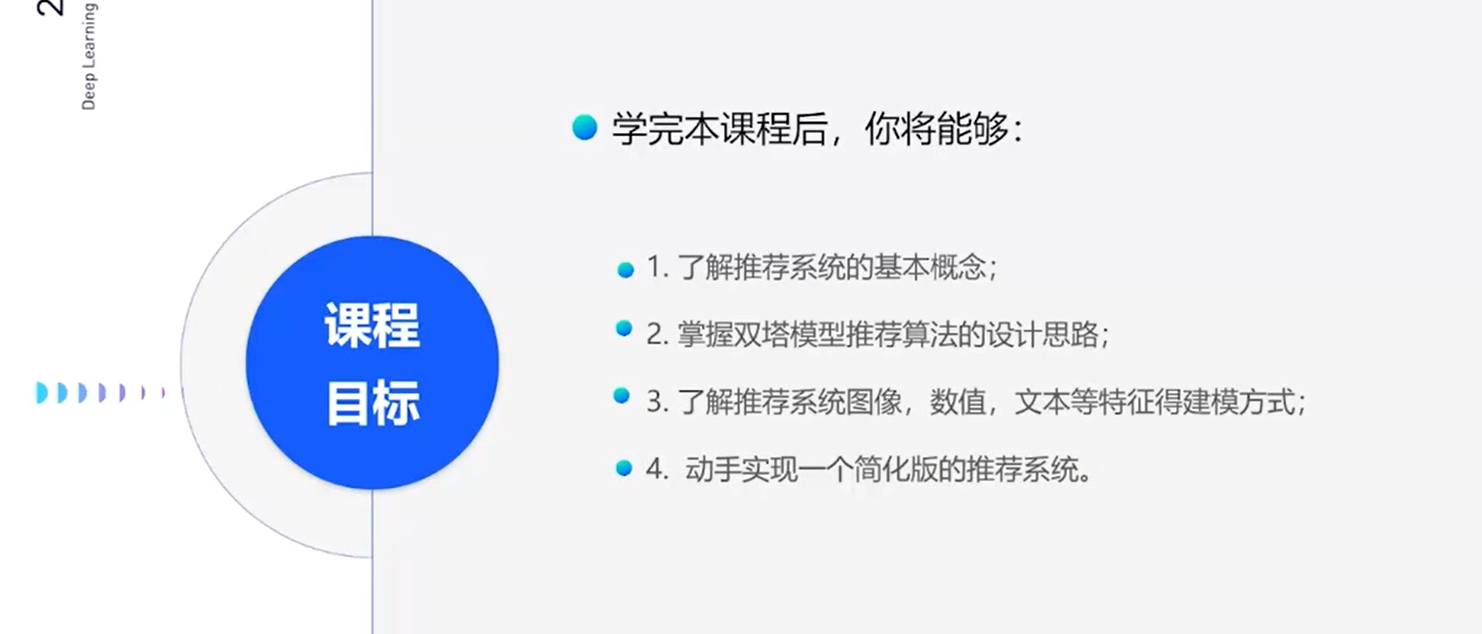 2
Deep Learning
课程
目标
学完本课程后，你将能够：
1. 了解推荐系统的基本概念；
2. 掌握双塔模型推荐算法的设计思路；
3. 了解推荐系统图像，数值，文本等特征得建模方式；
4. 动手实现一个简化版的推荐系统。